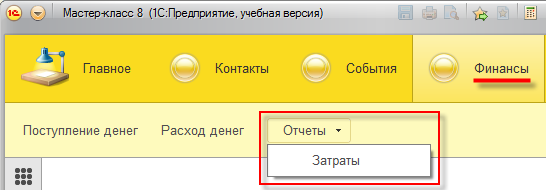 Мастер-класс 8 (1С:Предприятие, учебная версия)
Главное Контакты События Финансы
Поступление денег Расход денег Отчеты
Затраты